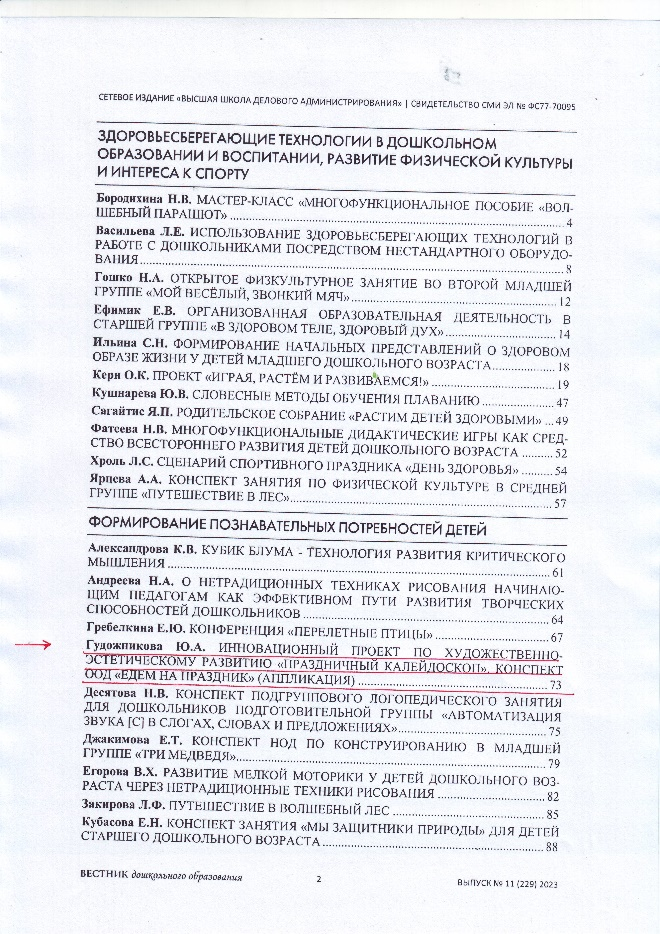 СЕТЕВОЕ ИЗДАНИЕ «ВЫСШАЯ ШКОЛА ДЕЛОВОГО АДМИНИСТРИРОВАНИЯ» | СВИДЕТЕЛЬСТВО СМИ ЭЛ № ФС77-70095
ЗДОРОВЬЕСБЕРЕГАЮЩИЕ ТЕХНОЛОГИИ В ДОШКОЛЬНОМ
ОБРАЗОВАНИИ И ВОСПИТАНИИ, РАЗВИТИЕ ФИЗИЧЕСКОЙ КУЛЬТУРЫ
И ИНТЕРЕСА К СПОРТУ
Бородихина Н.В. МАСТЕР-КЛАСС «МНОГОФУНКЦИОНАЛЬНОЕ ПОСОБИЕ «ВОЛ-
ШЕБНЫЙ ПАРАШЮТ» ... 4
Васильева Л.Е. ИСПОЛЬЗОВАНИЕ ЗДОРОВЬЕСБЕРЕГАЮЩИХ ТЕХНОЛОГИЙ В
РАБОТЕ С ДОШКОЛЬНИКАМИ ПОСРЕДСТВОМ НЕСТАНДАРТНОГО ОБОРУДО-
ВАНИЯ ... 8
Гошко Н.А. ОТКРЫТОЕ ФИЗКУЛЬТУРНОЕ ЗАНЯТИЕ ВО ВТОРОЙ МЛАДШЕЙ
ГРУППЕ «МОЙ ВЕСЁЛЫЙ, ЗВОНКИЙ МЯЧ» ... 12
Ефимик Е.В. ОРГАНИЗОВАННАЯ ОБРАЗОВАТЕЛЬНАЯ ДЕЯТЕЛЬНОСТЬ В
СТАРШЕЙ ГРУППЕ «В ЗДОРОВОМ ТЕЛЕ, ЗДОРОВЫЙ ДУХ» ... 14
Ильина С.Н. ФОРМИРОВАНИЕ НАЧАЛЬНЫХ ПРЕДСТАВЛЕНИЙ О ЗДОРОВОМ
ОБРАЗЕ ЖИЗНИ У ДЕТЕЙ МЛАДШЕГО ДОШКОЛЬНОГО ВОЗРАСТА ... 18
Керн О.К. ПРОЕКТ «ИГРАЯ, РАСТЁМ И РАЗВИВАЕМСЯ!» ... 19
Кушнарева Ю.В. СЛОВЕСНЫЕ МЕТОДЫ ОБУЧЕНИЯ ПЛАВАНИЮ ... 47
Сагайтис Я.П. РОДИТЕЛЬСКОЕ СОБРАНИЕ «РАСТИМ ДЕТЕЙ ЗДОРОВЫМИ» ... 49
Фатеева Н.В. МНОГОФУНКЦИОНАЛЬНЫЕ ДИДАКТИЧЕСКИЕ ИГРЫ КАК СРЕД-
СТВО ВСЕСТОРОННЕГО РАЗВИТИЯ ДЕТЕЙ ДОШКОЛЬНОГО ВОЗРАСТА ... 52
Хроль Л.С. СЦЕНАРИЙ СПОРТИВНОГО ПРАЗДНИКА «ДЕНЬ ЗДОРОВЬЯ» ... 54
Ярцева А.А. КОНСПЕКТ ЗАНЯТИЯ ПО ФИЗИЧЕСКОЙ КУЛЬТУРЕ В СРЕДНЕЙ
ГРУППЕ «ПУТЕШЕСТВИЕ В ЛЕС» ... 57
ФОРМИРОВАНИЕ ПОЗНАВАТЕЛЬНЫХ ПОТРЕБНОСТЕЙ ДЕТЕЙ
Александрова К.В. КУБИК БЛУМА - ТЕХНОЛОГИЯ РАЗВИТИЯ КРИТИЧЕСКОГО
МЫШЛЕНИЯ ... 61
Андреева Н.А. О НЕТРАДИЦИОННЫХ ТЕХНИКАХ РИСОВАНИЯ НАЧИНАЮ-
ЩИМ ПЕДАГОГАМ КАК ЭФФЕКТИВНОМ ПУТИ РАЗВИТИЯ ТВОРЧЕСКИХ
СПОСОБНОСТЕЙ ДОШКОЛЬНИКОВ ... 64
Гребелкина Е.Ю. КОНФЕРЕНЦИЯ «ПЕРЕЛЕТНЫЕ ПТИЦЫ» ... 67
Гудожникова Ю.А. ИННОВАЦИОННЫЙ ПРОЕКТ ПО ХУДОЖЕСТВЕННО-
ЭСТЕТИЧЕСКОМУ РАЗВИТИЮ «ПРАЗДНИЧНЫЙ КАЛЕЙДОСКОП». КОНСПЕКТ
ООД «ЕДЕМ НА ПРАЗДНИК» (АППЛИКАЦИЯ) ... 73
Десятова Н.В. КОНСПЕКТ ПОДГРУППОВОГО ЛОГОПЕДИЧЕСКОГО ЗАНЯТИЯ
ДЛЯ ДОШКОЛЬНИКОВ ПОДГОТОВИТЕЛЬНОЙ ГРУППЫ «АВТОМАТИЗАЦИЯ
ЗВУКА [С] В СЛОГАХ, СЛОВАХ И ПРЕДЛОЖЕНИЯХ» ... 75
Джакимова Е.Т. КОНСПЕКТ НОД ПО КОНСТРУИРОВАНИЮ В МЛАДШЕЙ
ГРУППЕ «ТРИ МЕДВЕДЯ» ... 79
Егорова В.Х. РАЗВИТИЕ МЕЛКОЙ МОТОРИКИ У ДЕТЕЙ ДОШКОЛЬНОГО ВОЗ-
РАСТА ЧЕРЕЗ НЕТРАДИЦИОННЫЕ ТЕХНИКИ РИСОВАНИЯ ... 82
Закирова Л.Ф. ПУТЕШЕСТВИЕ В ВОЛШЕБНЫЙ ЛЕС ... 85
Кубасова Е.Н. КОНСПЕКТ ЗАНЯТИЯ «МЫ ЗАЩИТНИКИ ПРИРОДЫ» ДЛЯ ДЕТЕЙ
СТАРШЕГО ДОШКОЛЬНОГО ВОЗРАСТА ... 88
ВЕСТНИК дошкольного образования 2 ВЫПУСК № 11 (229) 2023